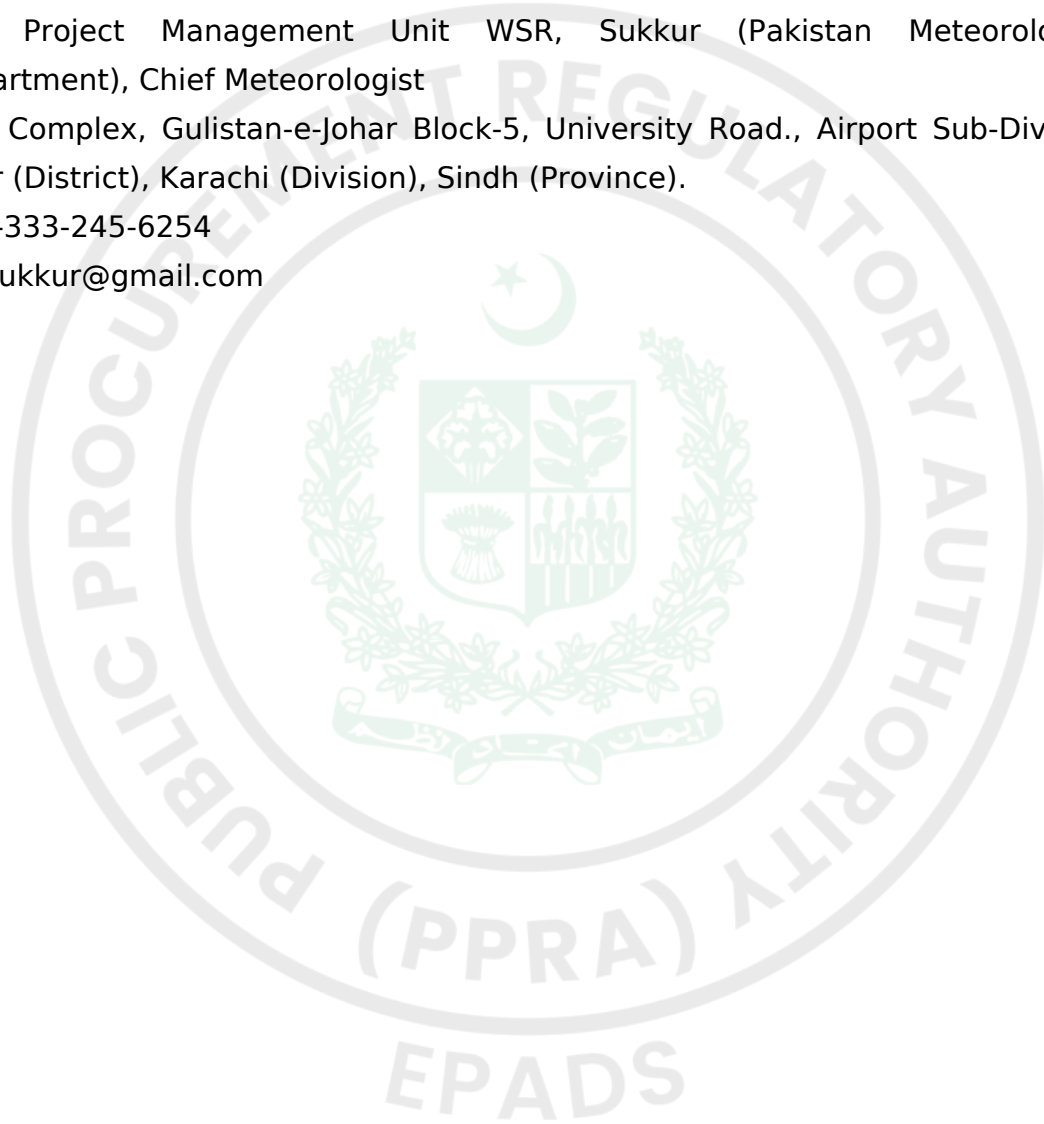 Project Management Unit WSR, Sukkur (Pakistan Meteorolo
artment), Chief Meteorologist
Complex, Gulistan-e-Johar Block-5, University Road., Airport Sub-Div
(District), Karachi (Division), Sindh (Province).
-333-245-6254
ukkur@gmail.com
PUBLIC PROCUREMENT REGULATORY AUTHORITY
(PPRA)
EPADS